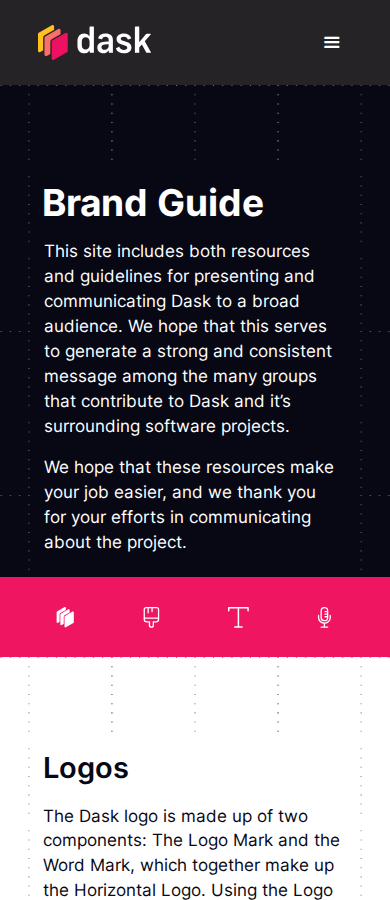 dask
Brand Guide
This site includes both resources
and guidelines for presenting and
communicating Dask to a broad
audience. We hope that this serves
to generate a strong and consistent
message among the many groups
that contribute to Dask and it’s
surrounding software projects.
We hope that these resources make
your job easier, and we thank you
for your efforts in communicating
about the project.
Logos
The Dask logo is made up of two
components: The Logo Mark and the
Word Mark, which together make up
the Horizontal Logo. Using the Logo